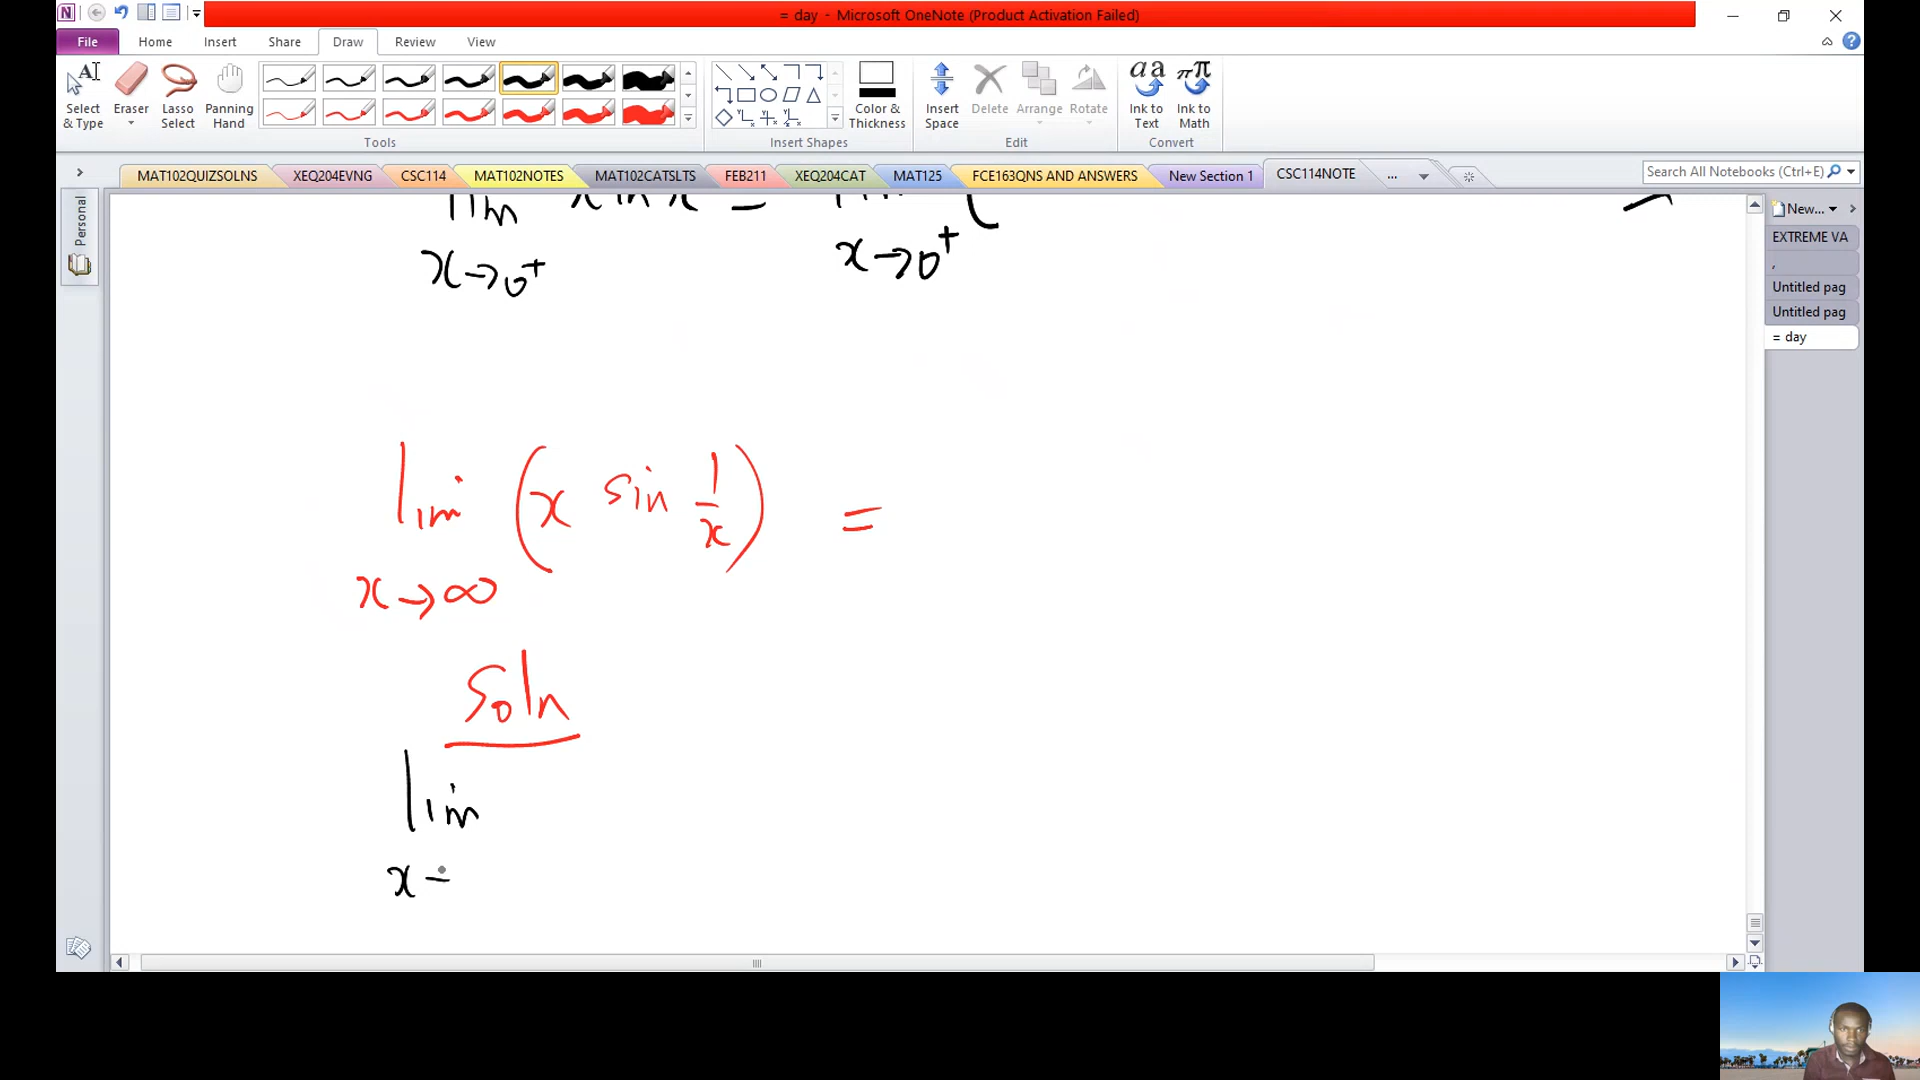 = day - Microsoft OneNote (Product Activation Failed)
File Home Insert Share Draw Review View
Select & Type
Eraser
Lasso Select
Panning Hand
Color & Thickness
Insert Space
Delete
Arrange
Rotate
Ink to Text
Ink to Math
Tools
Insert Shapes
Edit
Convert
MAT102QUIZSOLNS XEQ204EVNG CSC114 MAT102NOTES MAT102CATSLTS FEB211 XEQ204CAT MAT125 FCE163QNS AND ANSWERS New Section 1 CSC114NOTE ...
Search All Notebooks (Ctrl+E)
Personal
New...
EXTREME VA
,
Untitled pag
Untitled pag
= day
lim x ln x =
x→0⁺ x→0⁺
lim (x sin 1/x) =
x→∞
Soln
lim
x -